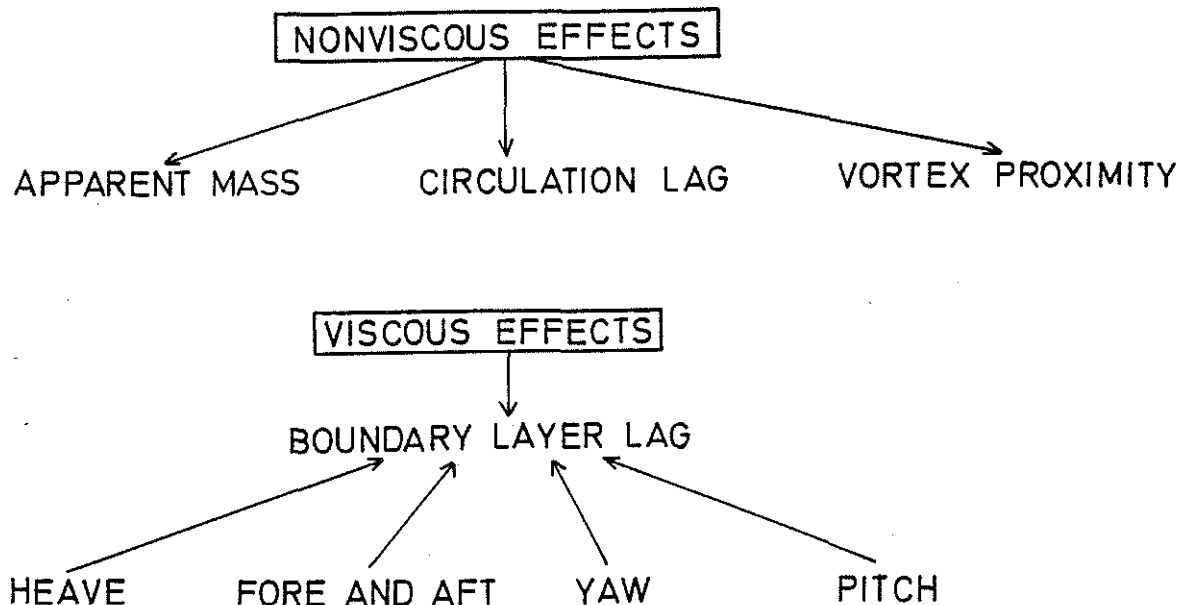 NONVISCOUS EFFECTS
APPARENT MASS CIRCULATION LAG VORTEX PROXIMITY
VISCOUS EFFECTS
BOUNDARY LAYER LAG
HEAVE FORE AND AFT YAW PITCH